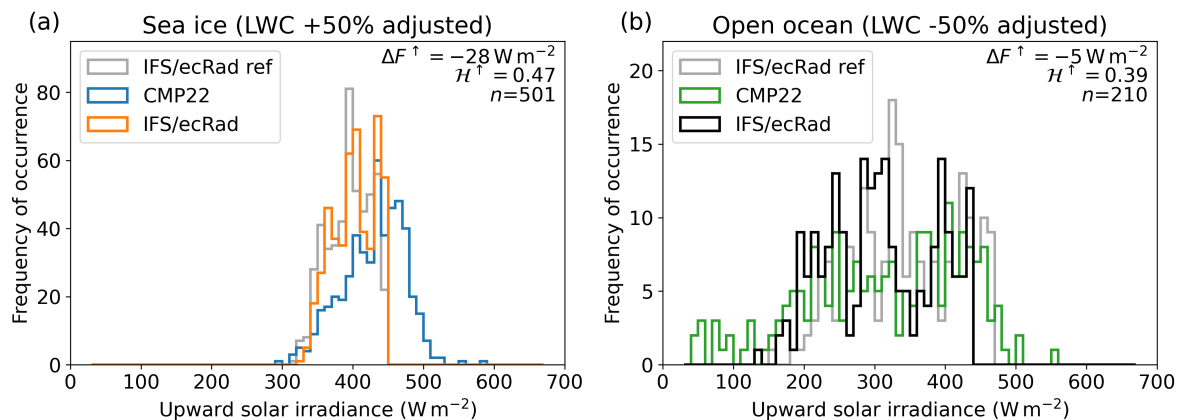 (a)
Sea ice (LWC +50% adjusted)
IFS/ecRad ref
CMP22
IFS/ecRad
ΔF ↑ = −28 W m−2
ℋ↑ = 0.47
n=501
Frequency of occurrence
80
60
40
20
0
0 100 200 300 400 500 600 700
Upward solar irradiance (W m−2)
(b)
Open ocean (LWC -50% adjusted)
IFS/ecRad ref
CMP22
IFS/ecRad
ΔF ↑ = −5 W m−2
ℋ↑ = 0.39
n=210
Frequency of occurrence
20
15
10
5
0
0 100 200 300 400 500 600 700
Upward solar irradiance (W m−2)